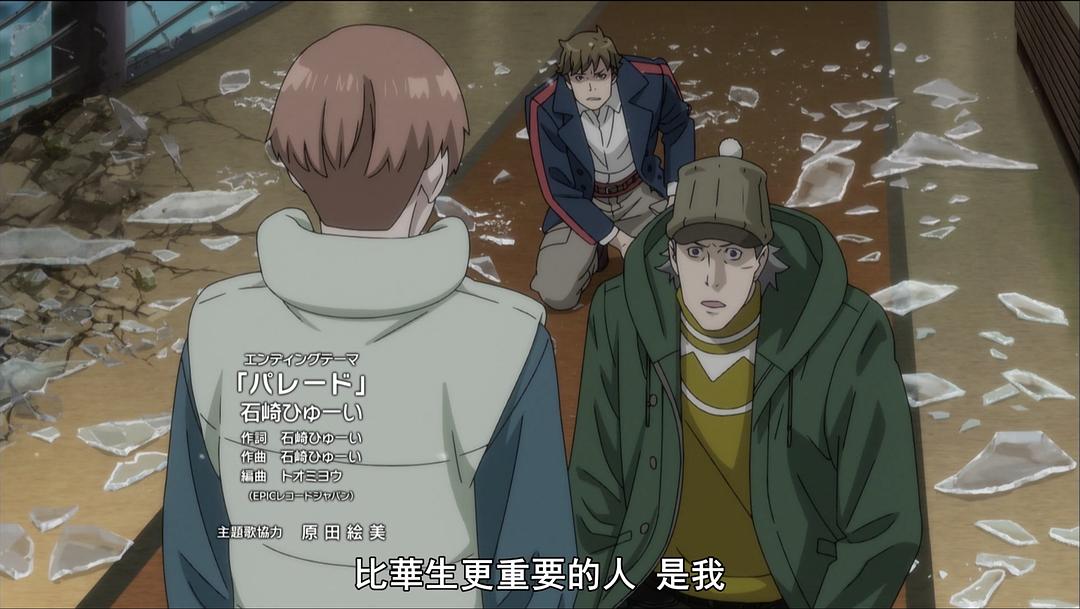 エンディングテーマ
「パレード」
石崎ひゅーい
作詞 石崎ひゅーい
作曲 石崎ひゅーい
編曲 トオミヨウ
(EPICレコードジャパン)
主題歌協力 原田絵美
比華生更重要的人 是我